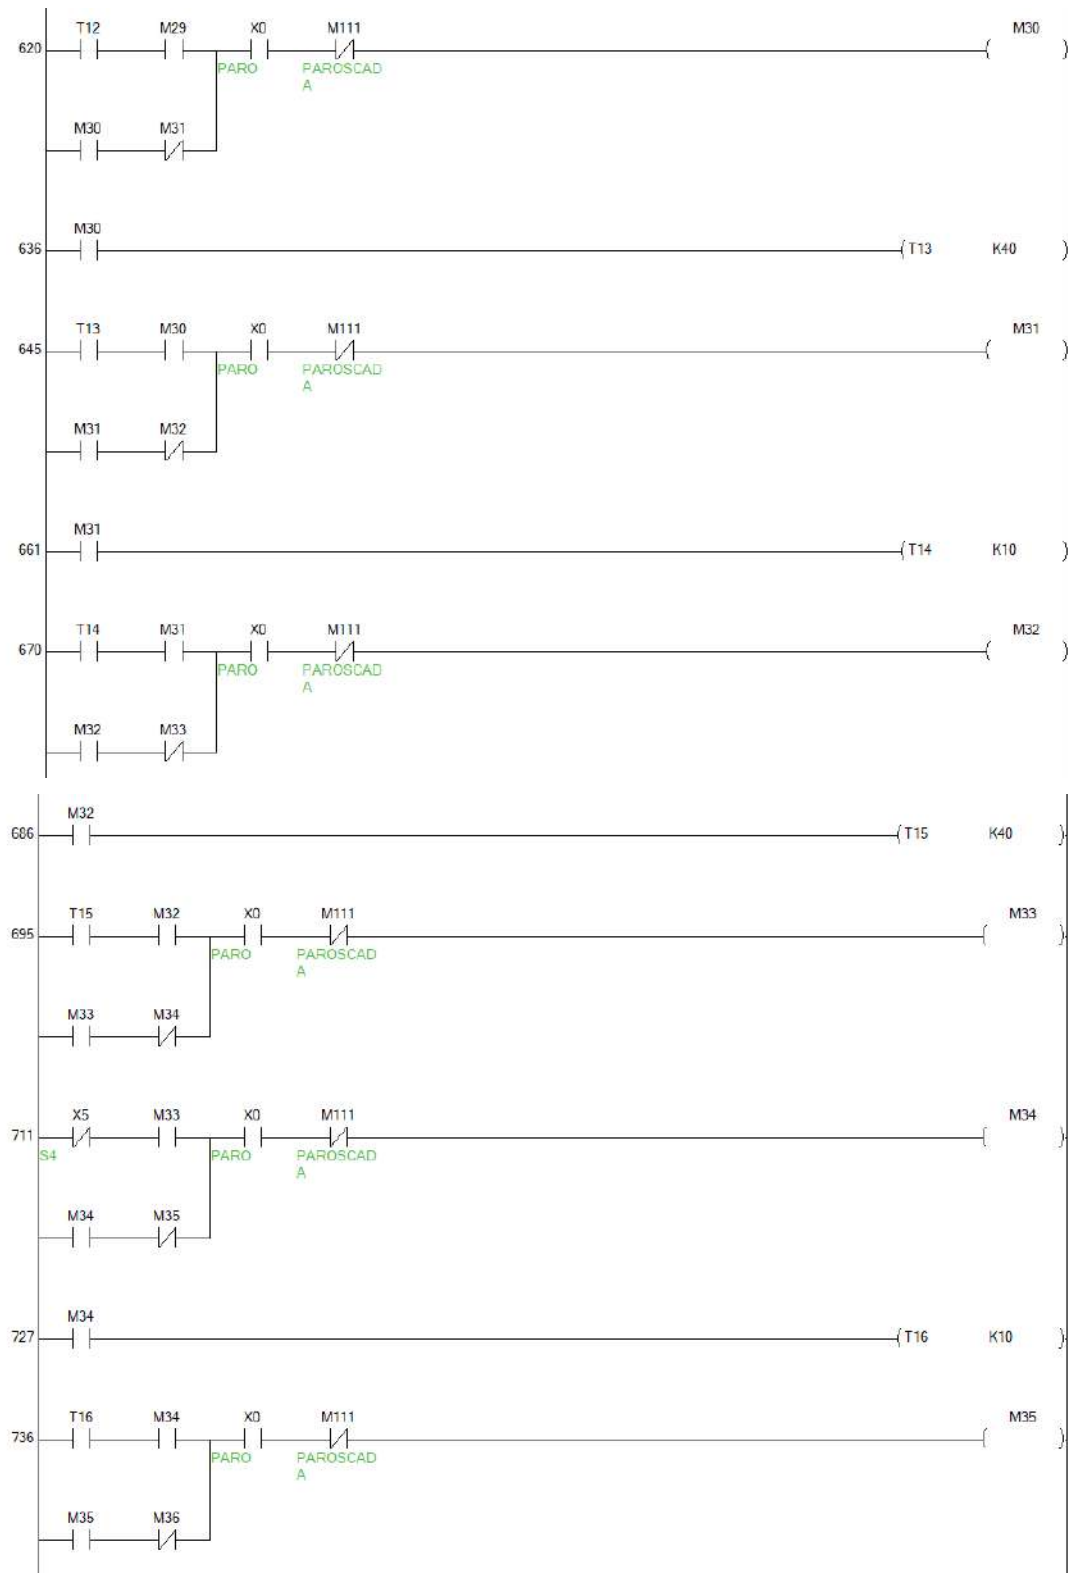 T12 M29 X0 M111 M30
620
PARO PAROSCAD
A
M30 M31
M30
636 T13 K40
T13 M30 X0 M111 M31
645
PARO PAROSCAD
A
M31 M32
M31
661 T14 K10
T14 M31 X0 M111 M32
670
PARO PAROSCAD
A
M32 M33
M32
686 T15 K40
T15 M32 X0 M111 M33
695
PARO PAROSCAD
A
M33 M34
X5 M33 X0 M111 M34
711
S4 PARO PAROSCAD
A
M34 M35
M34
727 T16 K10
T16 M34 X0 M111 M35
736
PARO PAROSCAD
A
M35 M36